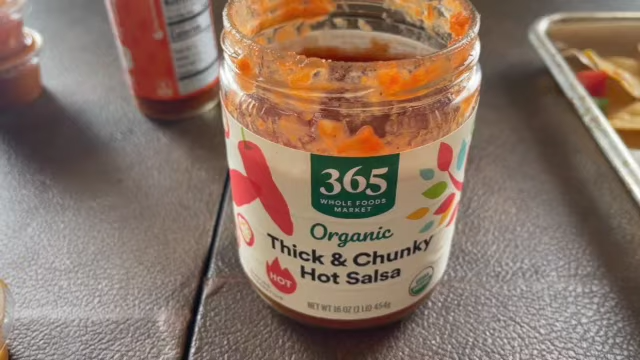 365
WHOLE FOODS
MARKET
Organic
Thick & Chunky
Hot Salsa
HOT
NET WT 16 OZ (1 LB) 454g